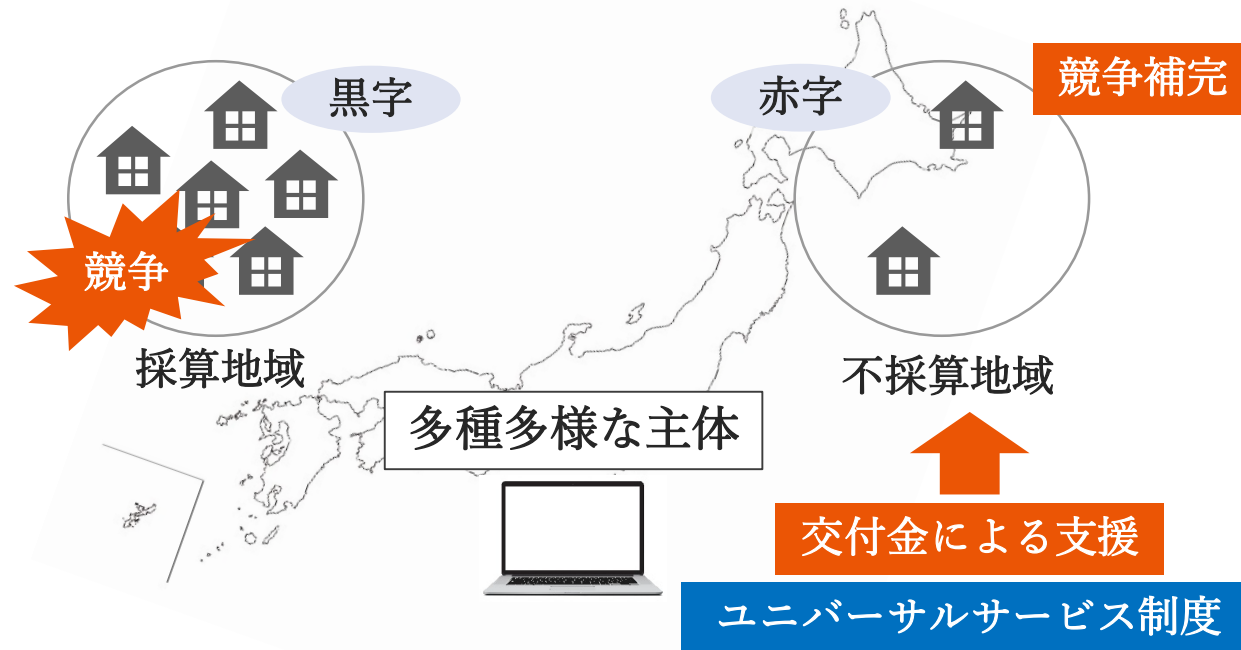 黒字
赤字
競争補完
競争
採算地域
不採算地域
多種多様な主体
交付金による支援
ユニバーサルサービス制度